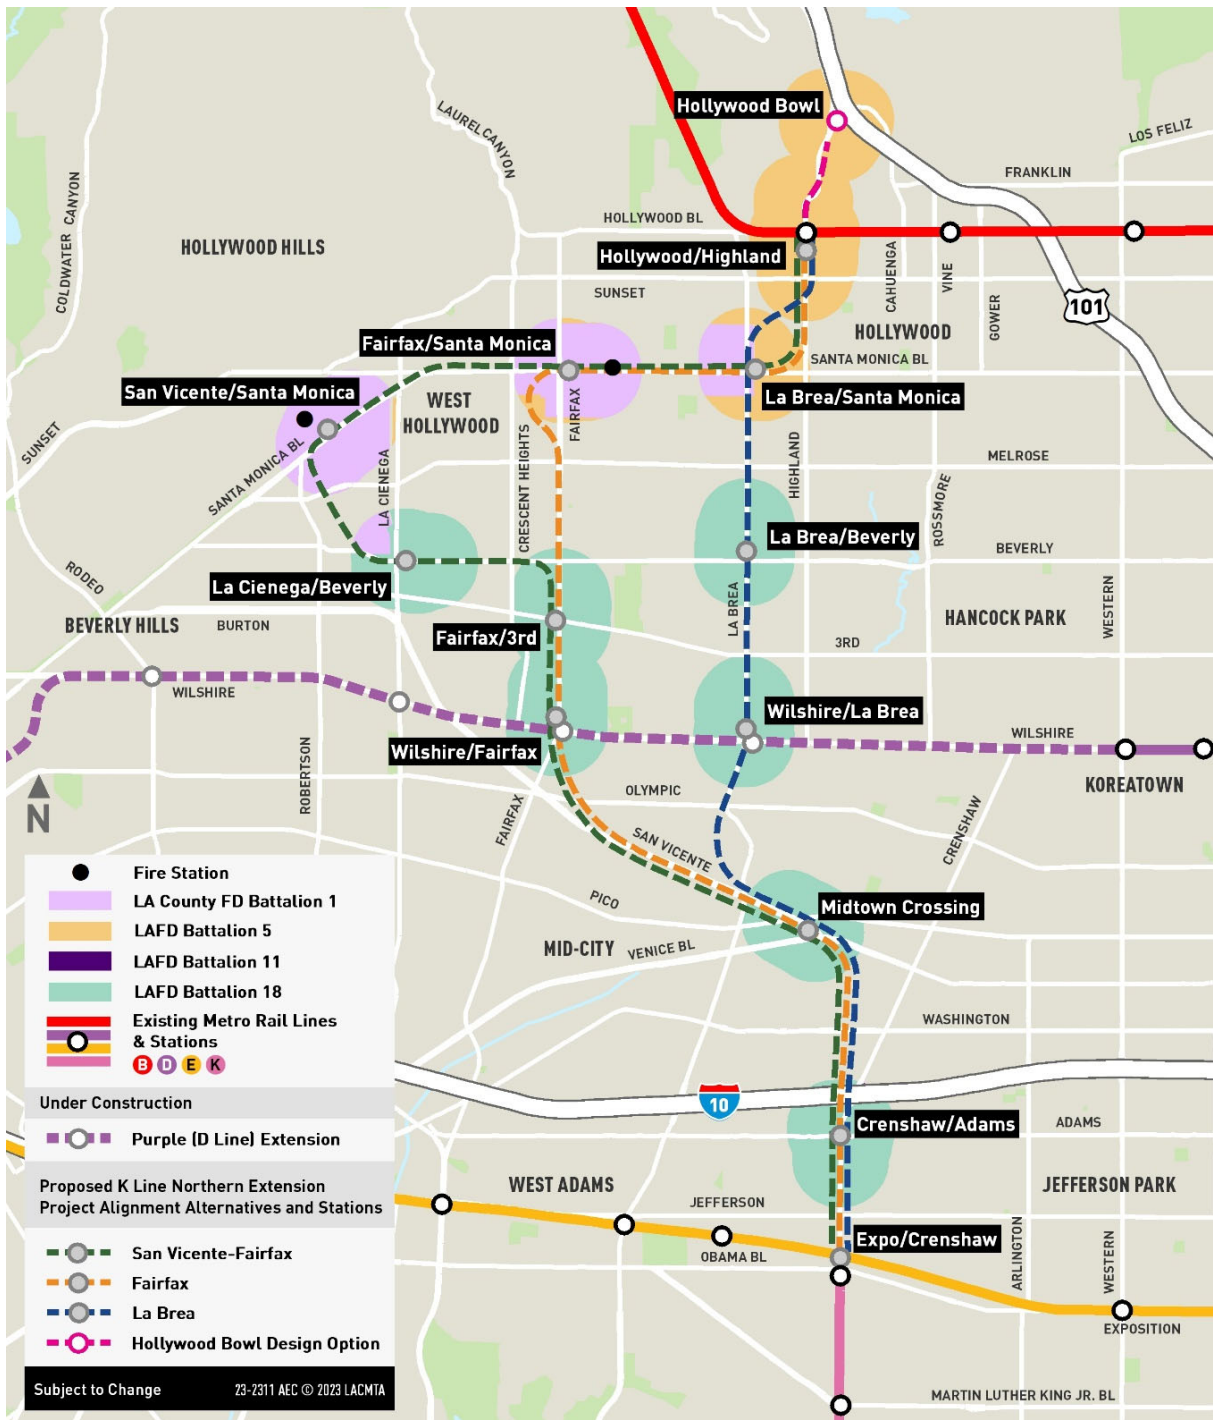 Hollywood Bowl
LAUREL CANYON
LOS FELIZ
FRANKLIN
COLDWATER CANYON
HOLLYWOOD BL
HOLLYWOOD HILLS
Hollywood/Highland
CAHUENGA
VINE
GOWER
SUNSET
101
HOLLYWOOD
Fairfax/Santa Monica
SANTA MONICA BL
San Vicente/Santa Monica
WEST
HOLLYWOOD
La Brea/Santa Monica
FAIRFAX
SUNSET
SANTA MONICA BL
LA CIENEGA
CRESCENT HEIGHTS
HIGHLAND
MELROSE
ROSSMORE
La Brea/Beverly
BEVERLY
RODEO
La Cienega/Beverly
LA BREA
WESTERN
BEVERLY HILLS
BURTON
Fairfax/3rd
HANCOCK PARK
3RD
WILSHIRE
Wilshire/La Brea
WILSHIRE
Wilshire/Fairfax
KOREATOWN
N
ROBERTSON
OLYMPIC
FAIRFAX
SAN VICENTE
CRENSHAW
PICO
Midtown Crossing
MID-CITY
VENICE BL
WASHINGTON
10
Crenshaw/Adams
ADAMS
WEST ADAMS
JEFFERSON
JEFFERSON PARK
OBAMA BL
Expo/Crenshaw
ARLINGTON
WESTERN
EXPOSITION
MARTIN LUTHER KING JR. BL
Fire Station
LA County FD Battalion 1
LAFD Battalion 5
LAFD Battalion 11
LAFD Battalion 18
Existing Metro Rail Lines
& Stations
B D E K
Under Construction
Purple (D Line) Extension
Proposed K Line Northern Extension
Project Alignment Alternatives and Stations
San Vicente-Fairfax
Fairfax
La Brea
Hollywood Bowl Design Option
Subject to Change 23-2311 AEC © 2023 LACMTA